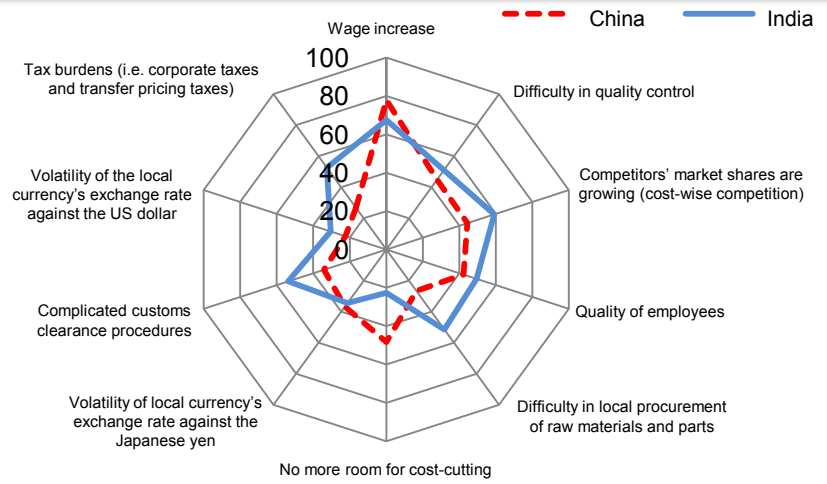 China
India
Wage increase
100
80
60
40
20
0
Difficulty in quality control
Competitors' market shares are
growing (cost-wise competition)
Quality of employees
Difficulty in local procurement
of raw materials and parts
No more room for cost-cutting
Volatility of local currency's
exchange rate against the
Japanese yen
Complicated customs
clearance procedures
Volatility of the local
currency's exchange rate
against the US dollar
Tax burdens (i.e. corporate taxes
and transfer pricing taxes)